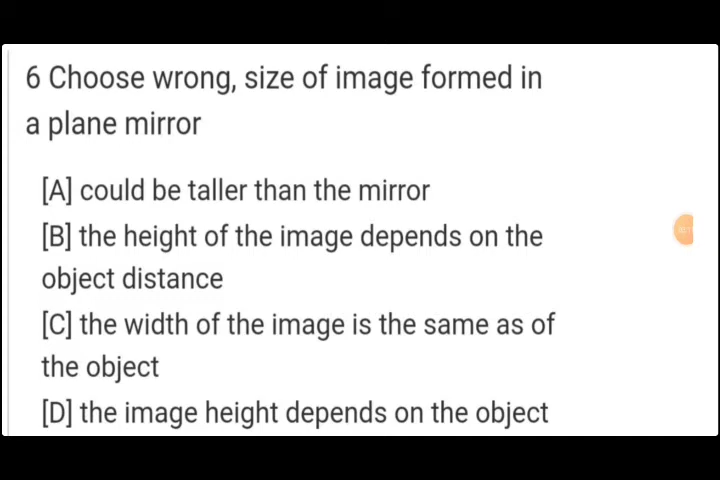 6 Choose wrong, size of image formed in
a plane mirror
[A] could be taller than the mirror
[B] the height of the image depends on the
object distance
[C] the width of the image is the same as of
the object
[D] the image height depends on the object